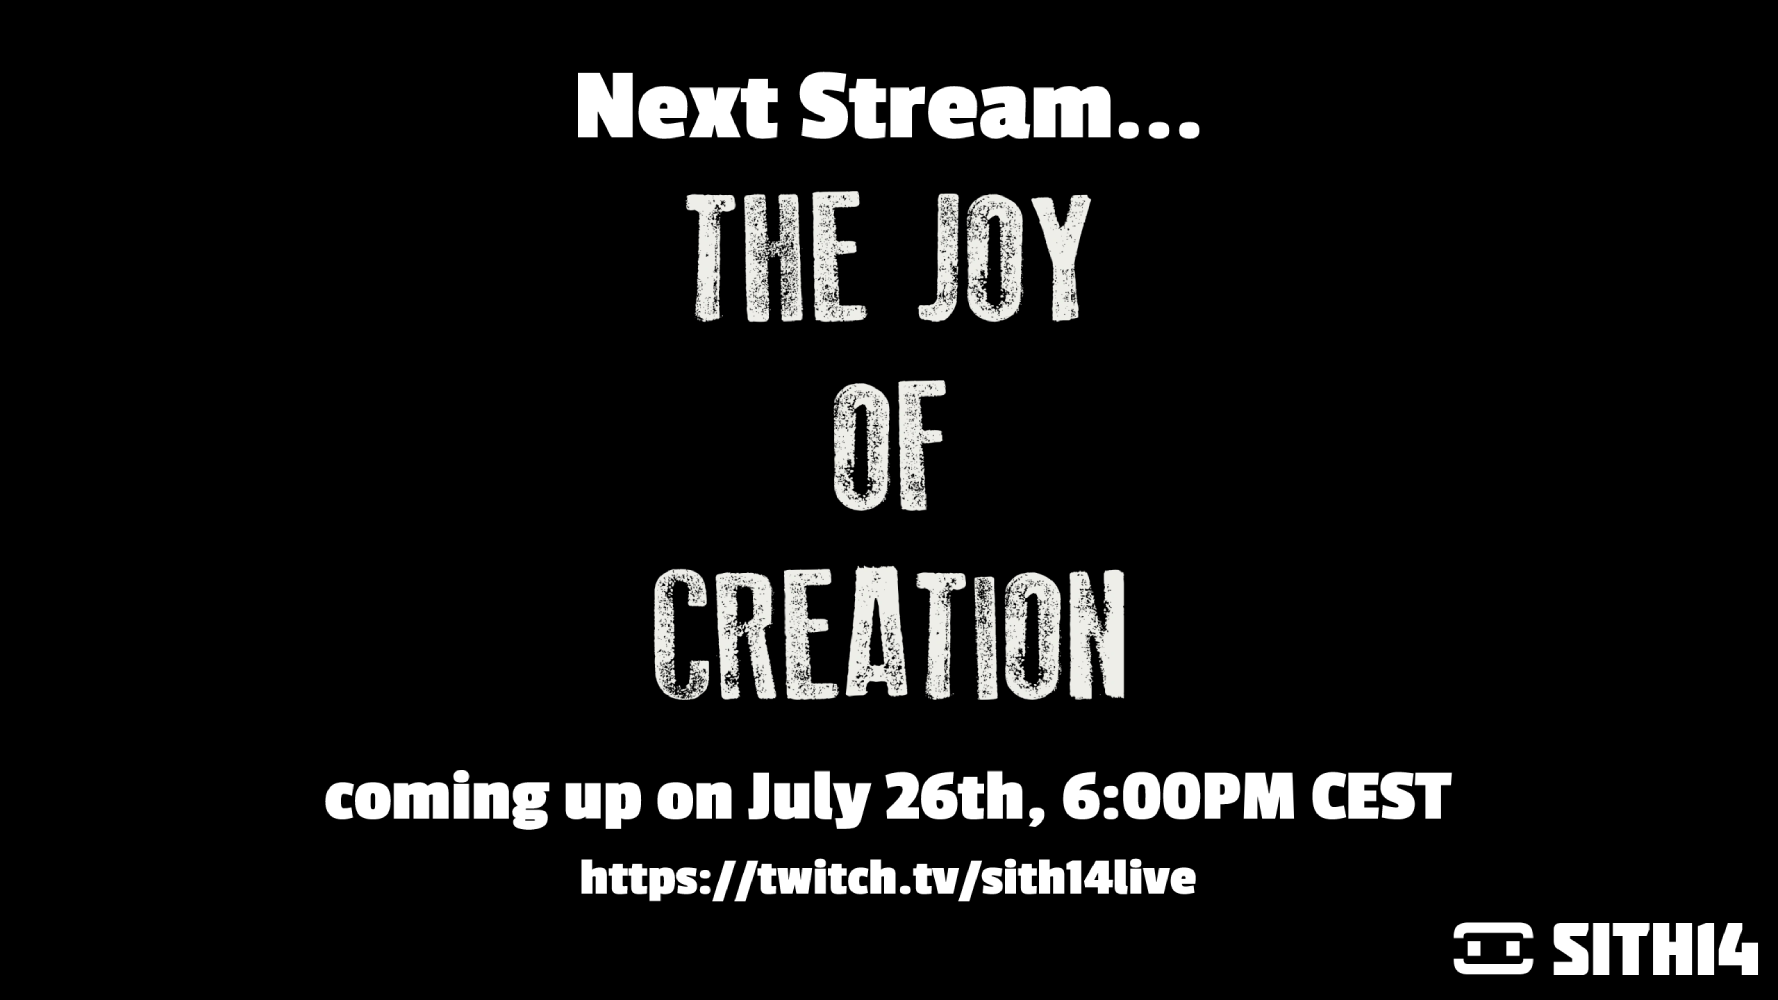 Next Stream...
THE JOY
OF
CREATION
coming up on July 26th, 6:00PM CEST
https://twitch.tv/sith14live
SITH14